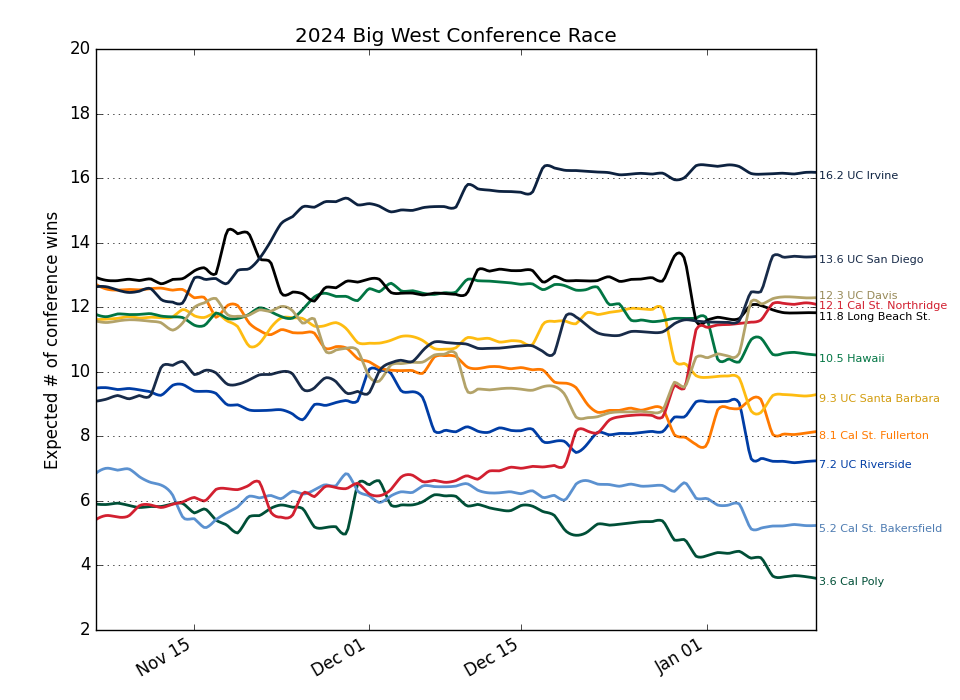 2024 Big West Conference Race
Expected # of conference wins
20
18
16
14
12
10
8
6
4
2
Nov 15
Dec 01
Dec 15
Jan 01
16.2 UC Irvine
13.6 UC San Diego
12.3 UC Davis
12.1 Cal St. Northridge
11.8 Long Beach St.
10.5 Hawaii
9.3 UC Santa Barbara
8.1 Cal St. Fullerton
7.2 UC Riverside
5.2 Cal St. Bakersfield
3.6 Cal Poly